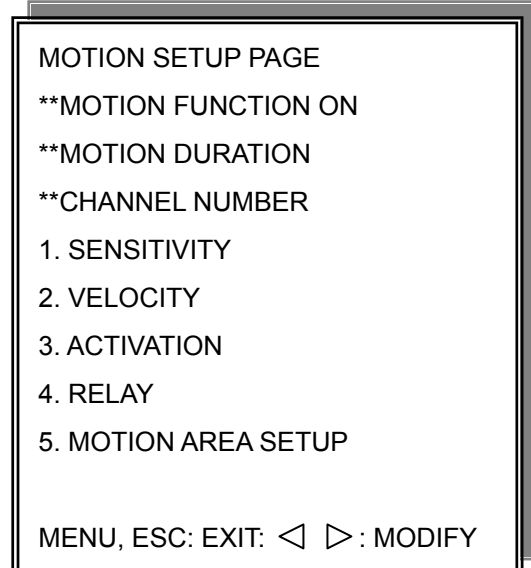 MOTION SETUP PAGE
**MOTION FUNCTION ON
**MOTION DURATION
**CHANNEL NUMBER
1. SENSITIVITY
2. VELOCITY
3. ACTIVATION
4. RELAY
5. MOTION AREA SETUP
MENU, ESC: EXIT: ◁ ▷ : MODIFY